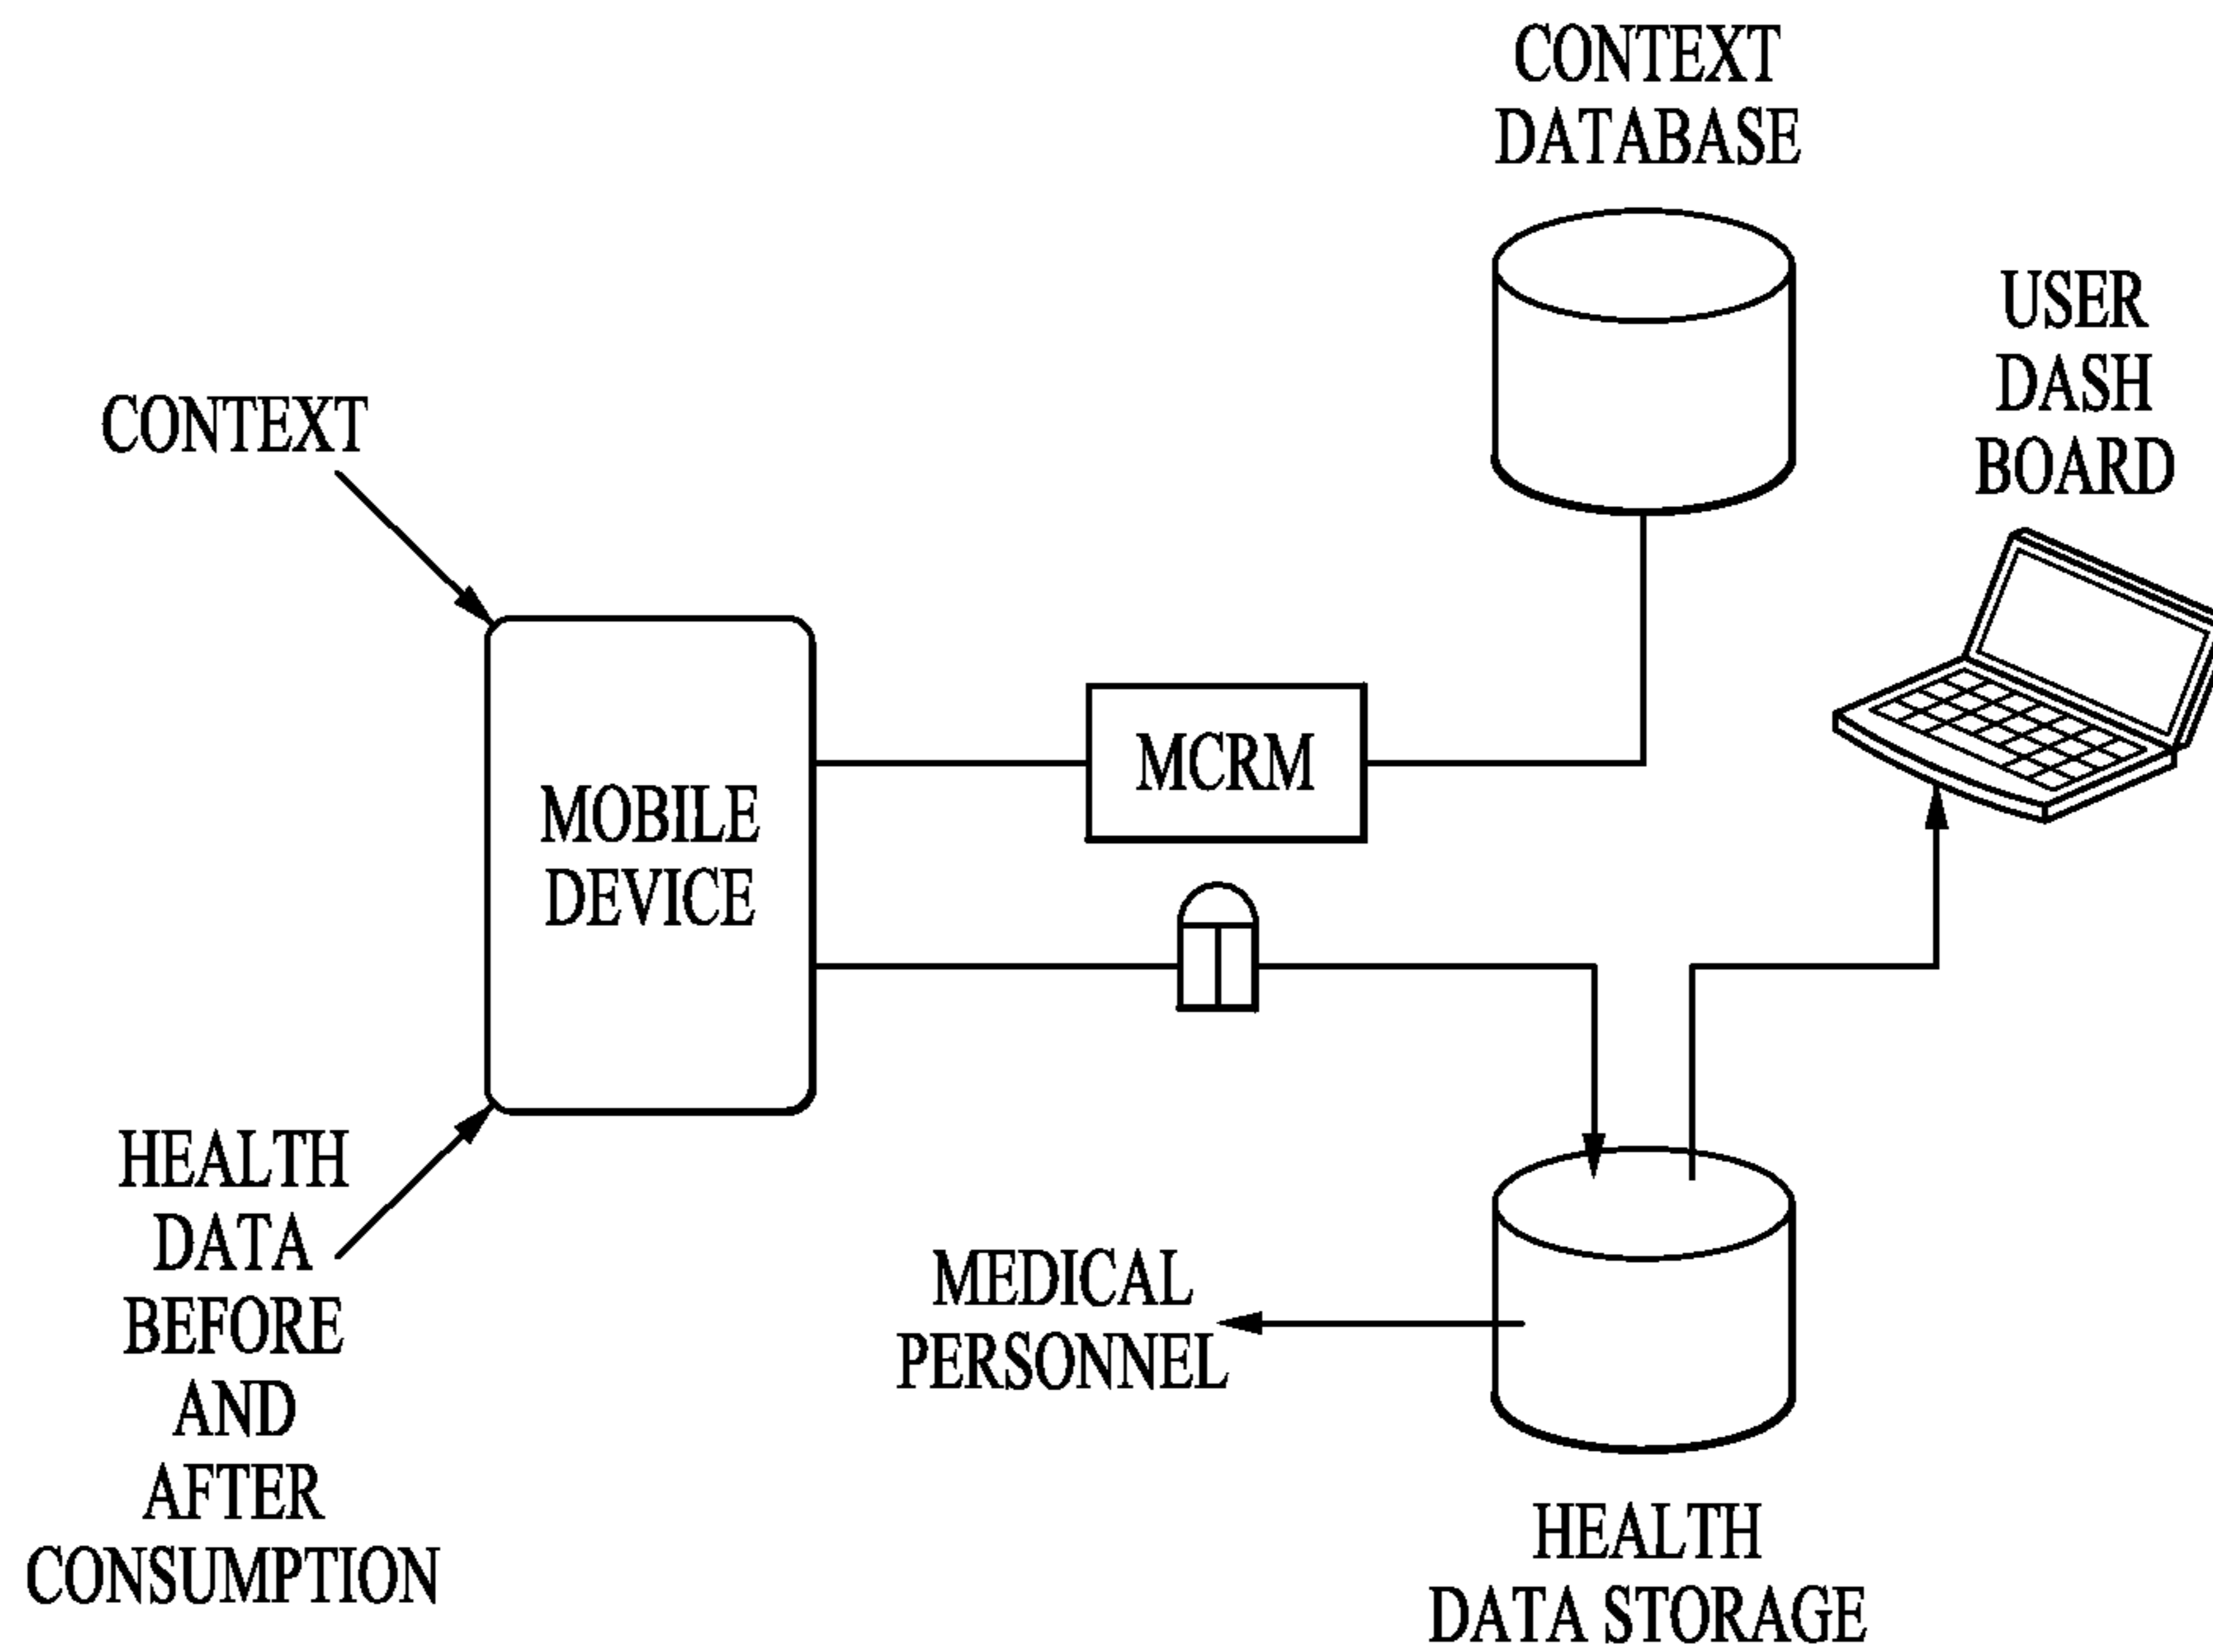 CONTEXT
DATABASE
USER
DASH
BOARD
CONTEXT
MOBILE
DEVICE
MCRM
HEALTH
DATA
BEFORE
AND
AFTER
CONSUMPTION
MEDICAL
PERSONNEL
HEALTH
DATA STORAGE